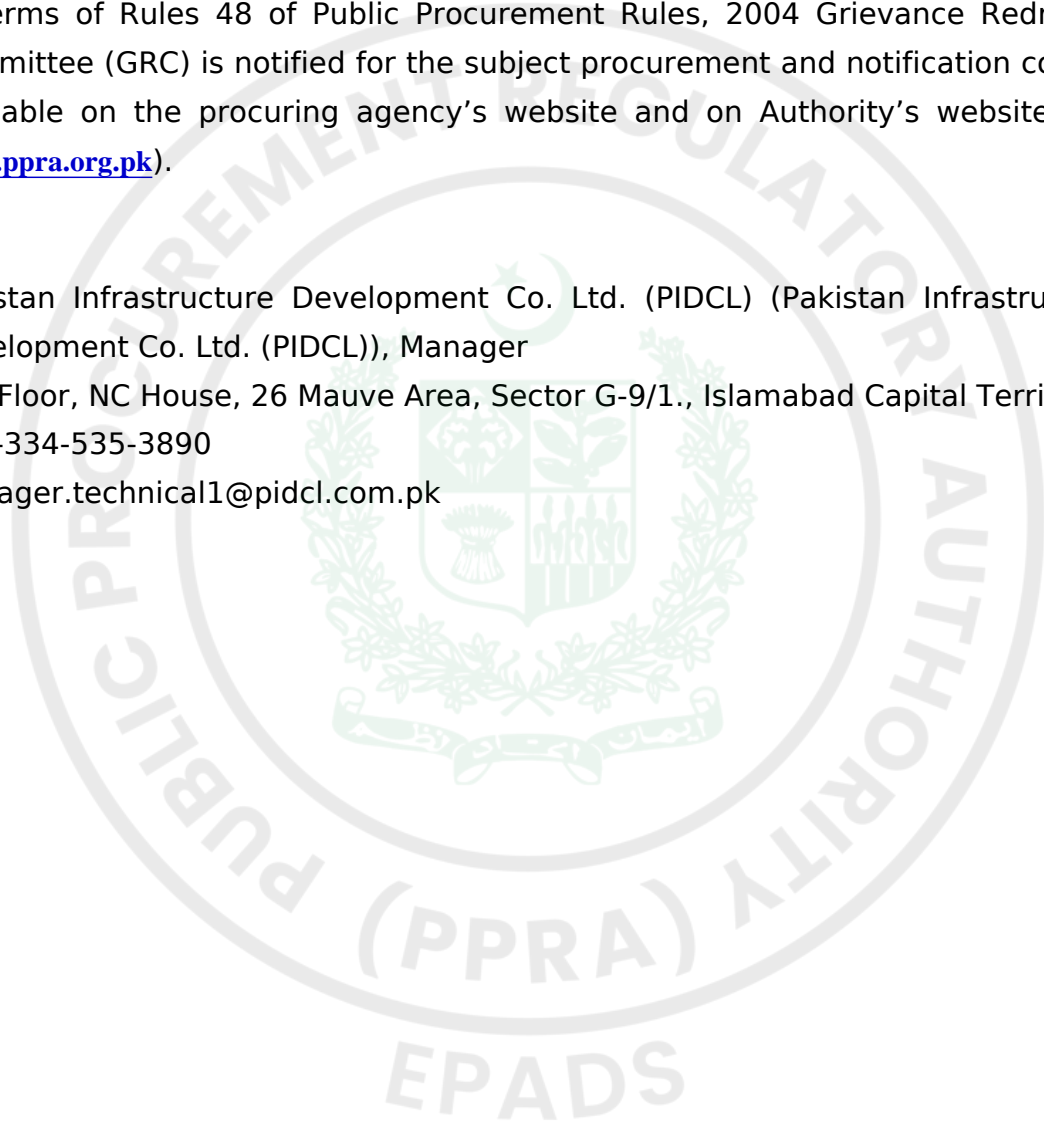 erms of Rules 48 of Public Procurement Rules, 2004 Grievance Redr
mittee (GRC) is notified for the subject procurement and notification co
able on the procuring agency’s website and on Authority’s website
.ppra.org.pk).
stan Infrastructure Development Co. Ltd. (PIDCL) (Pakistan Infrastru
elopment Co. Ltd. (PIDCL)), Manager
Floor, NC House, 26 Mauve Area, Sector G-9/1., Islamabad Capital Terri
-334-535-3890
ager.technical1@pidcl.com.pk
PUBLIC PROCUREMENT REGULATORY AUTHORITY
(PPRA)
EPADS